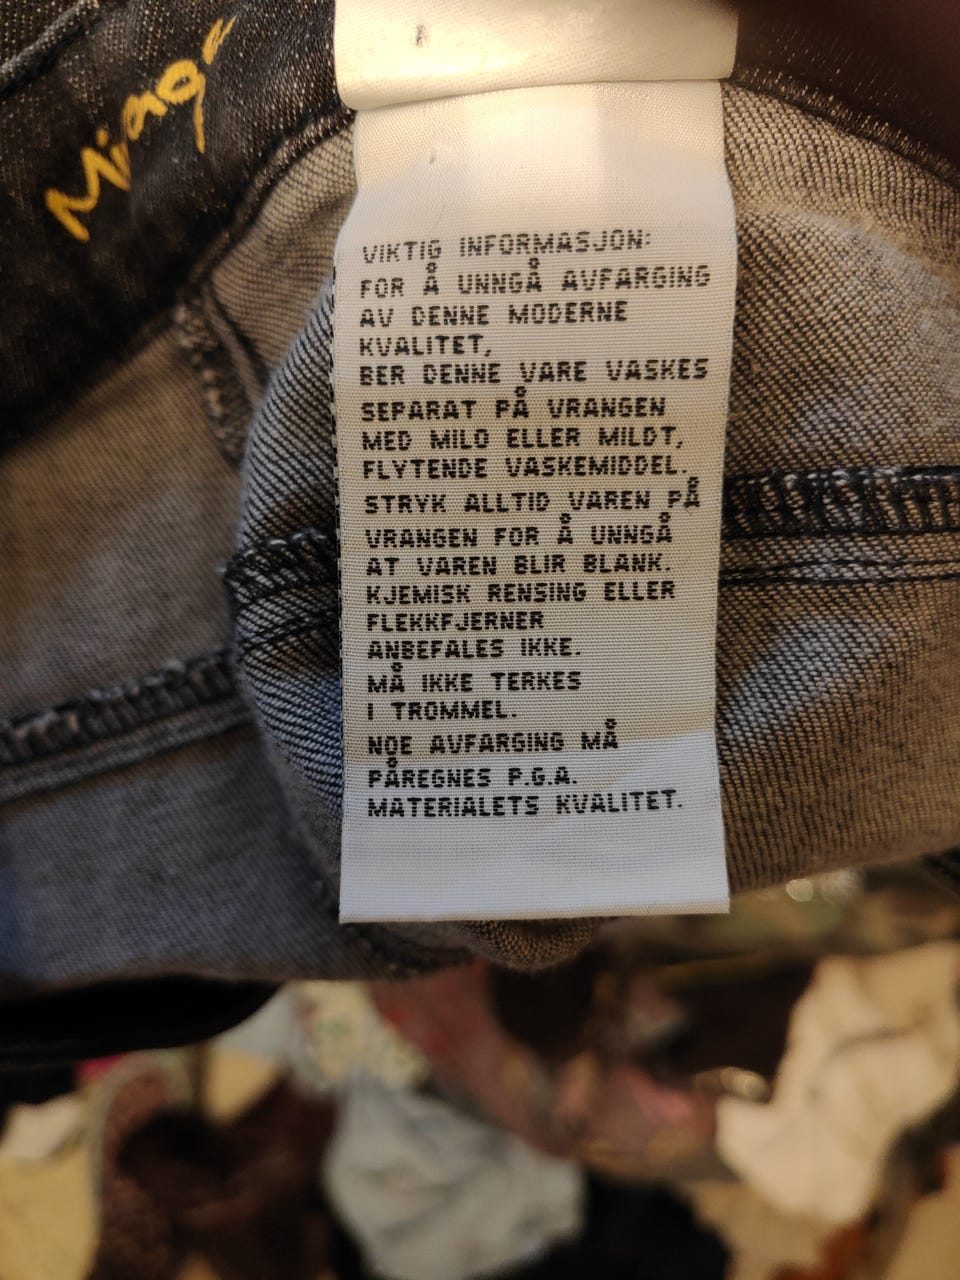 VIKTIG INFORMASJON:
FOR Å UNNGÅ AVFARGING
AV DENNE MODERNE
KVALITET,
BER DENNE VARE VASKES
SEPARAT PÅ VRANGEN
MED MILD ELLER MILDT,
FLYTENDE VASKEMIDDEL.
STRYK ALLTID VAREN PÅ
VRANGEN FOR Å UNNGÅ
AT VAREN BLIR BLANK.
KJEMISK RENSING ELLER
FLEKKFJERNER
ANBEFALES IKKE.
MÅ IKKE TERKES
I TROMMEL.
NOE AVFARGING MÅ
PÅREGNES P.G.A.
MATERIALETS KVALITET.